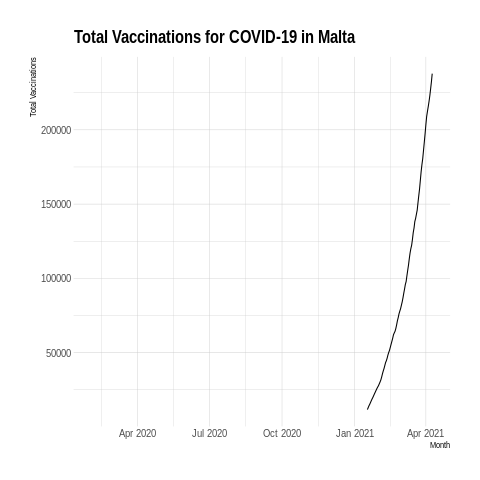 Total Vaccinations for COVID-19 in Malta
Total Vaccinations
200000
150000
100000
50000
Apr 2020 Jul 2020 Oct 2020 Jan 2021 Apr 2021
Month